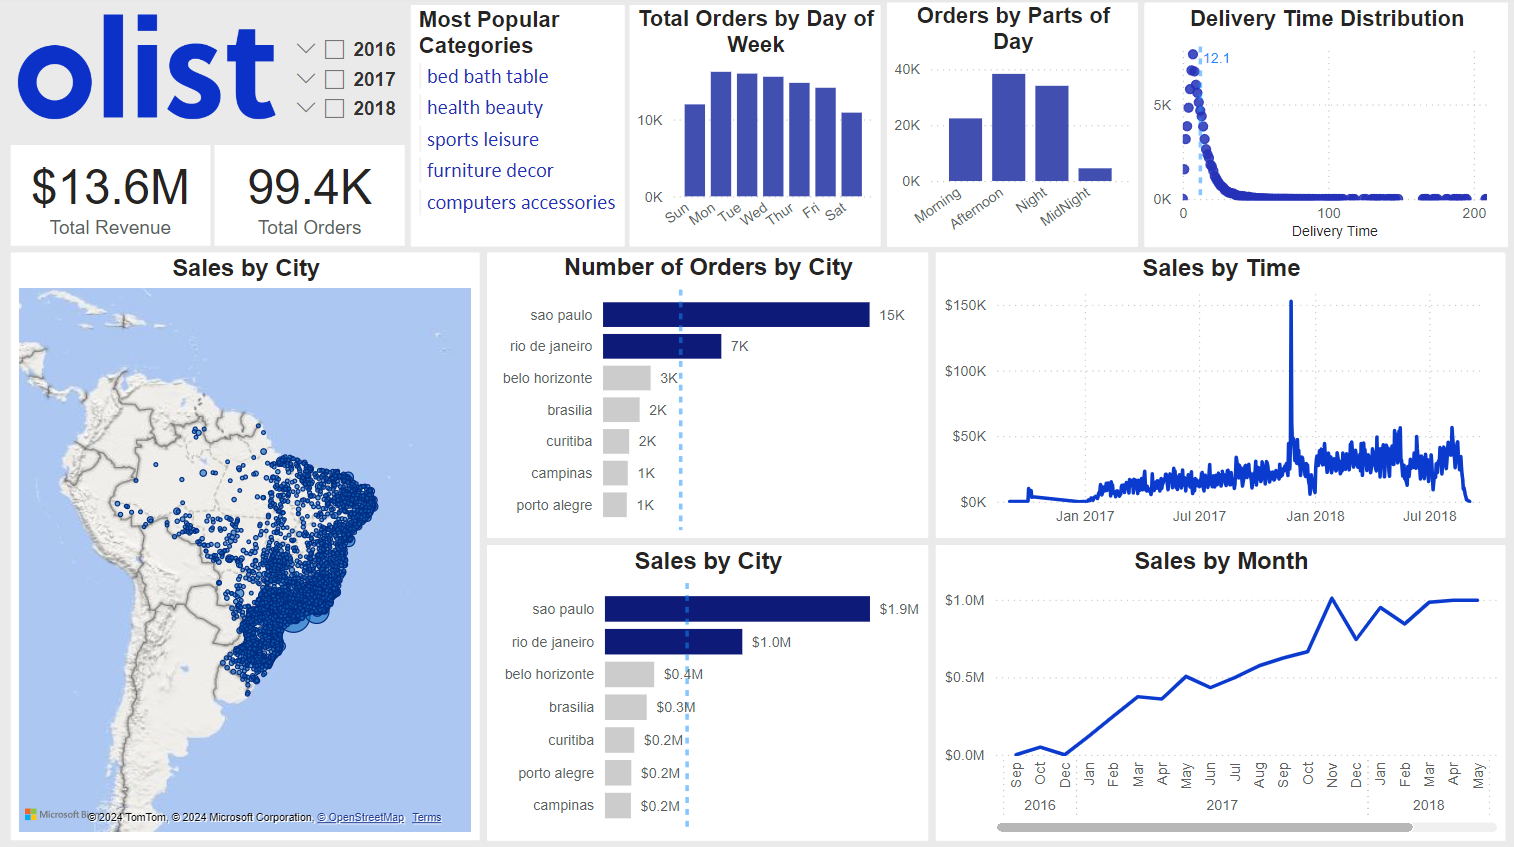 olist
2016
2017
2018
$13.6M
Total Revenue
99.4K
Total Orders
Most Popular
Categories
bed bath table
health beauty
sports leisure
furniture decor
computers accessories
Total Orders by Day of
Week
10K
0K
Sun
Mon
Tue
Wed
Thur
Fri
Sat
Orders by Parts of
Day
40K
20K
0K
Morning
Afternoon
Night
MidNight
Delivery Time Distribution
12.1
5K
0K
0
100
200
Delivery Time
Sales by City
Microsoft
© 2024 TomTom, © 2024 Microsoft Corporation, © OpenStreetMap Terms
Number of Orders by City
sao paulo 15K
rio de janeiro 7K
belo horizonte 3K
brasilia 2K
curitiba 2K
campinas 1K
porto alegre 1K
Sales by City
sao paulo $1.9M
rio de janeiro $1.0M
belo horizonte $0.4M
brasilia $0.3M
curitiba $0.2M
porto alegre $0.2M
campinas $0.2M
Sales by Time
$150K
$100K
$50K
$0K
Jan 2017
Jul 2017
Jan 2018
Jul 2018
Sales by Month
$1.0M
$0.5M
$0.0M
Sep
Oct
Dec
Jan
Feb
Mar
Apr
May
Jun
Jul
Aug
Sep
Oct
Nov
Dec
Jan
Feb
Mar
Apr
May
2016
2017
2018